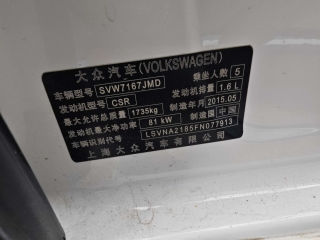 大众汽车(VOLKSWAGEN)
车辆型号 SVW7167JMD 乘坐人数 5
发动机型号 CSR 发动机排量 1.6 L
最大允许总质量 1735kg 制造年月 2015.05
发动机最大净功率 81 kW 制造国 中国
车辆识别代号 LSVNA2185FN077913
上海大众汽车有限公司